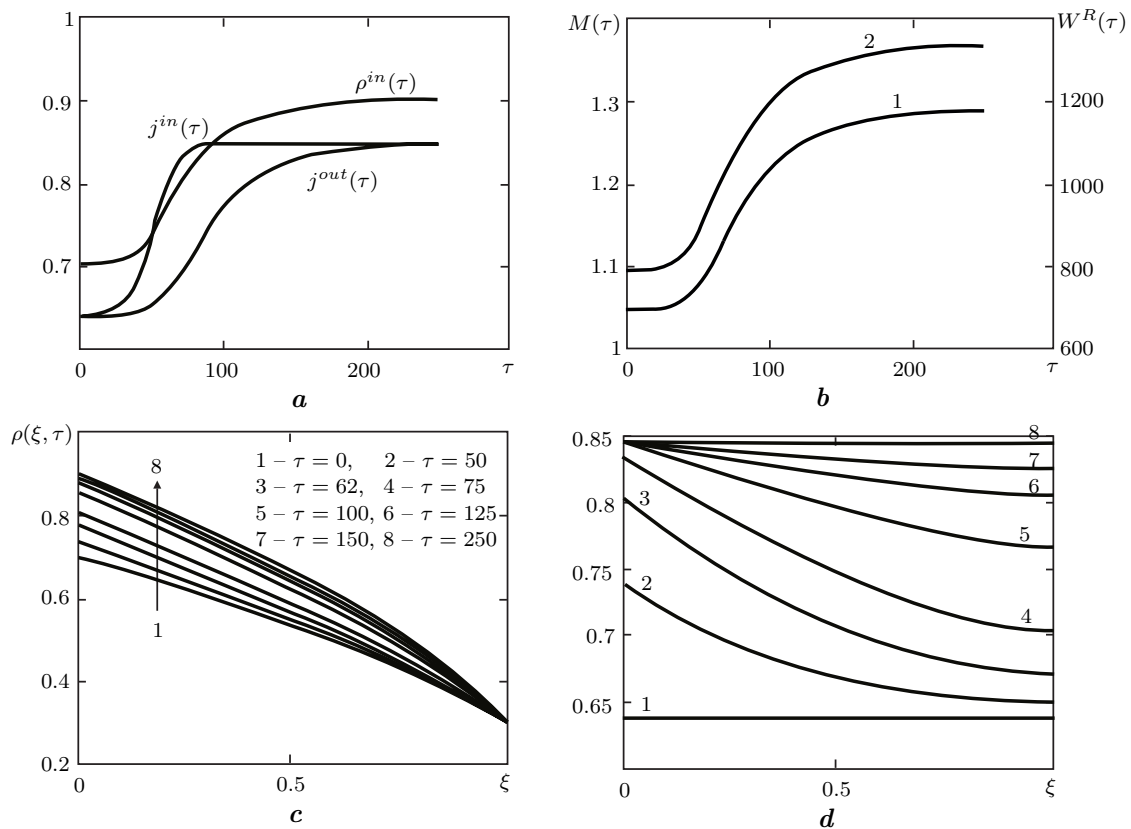 1
0.9
0.8
0.7
0
100
200
τ
ρ^{in}(τ)
j^{in}(τ)
j^{out}(τ)
a
M(τ)
W^R(τ)
1.3
1.2
1.1
1
1200
1000
800
600
0
100
200
τ
2
1
b
ρ(ξ, τ)
0.8
0.6
0.4
0.2
0
0.5
ξ
8
1
1 – τ = 0, 2 – τ = 50
3 – τ = 62, 4 – τ = 75
5 – τ = 100, 6 – τ = 125
7 – τ = 150, 8 – τ = 250
c
0.85
0.8
0.75
0.7
0.65
0
0.5
ξ
8
7
6
5
3
2
4
1
d